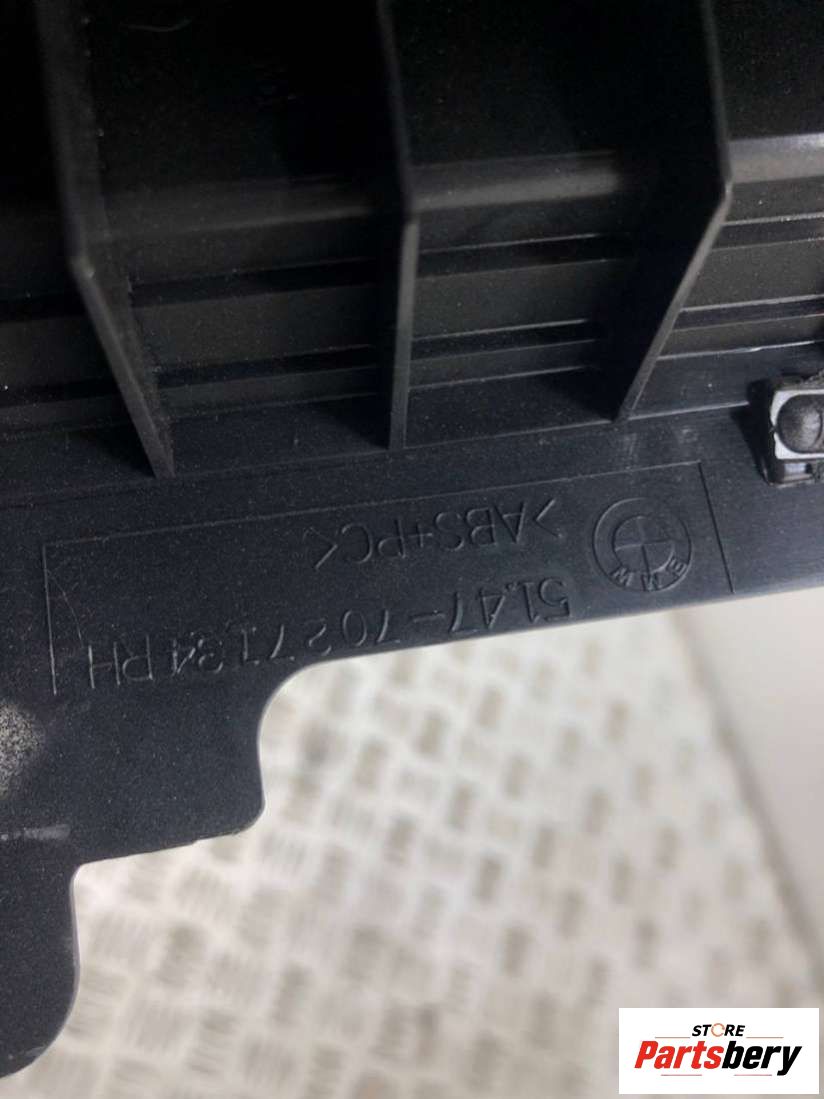 >ABS+PC<
BMW
51.47-7027134 RH
STORE
Partsbery